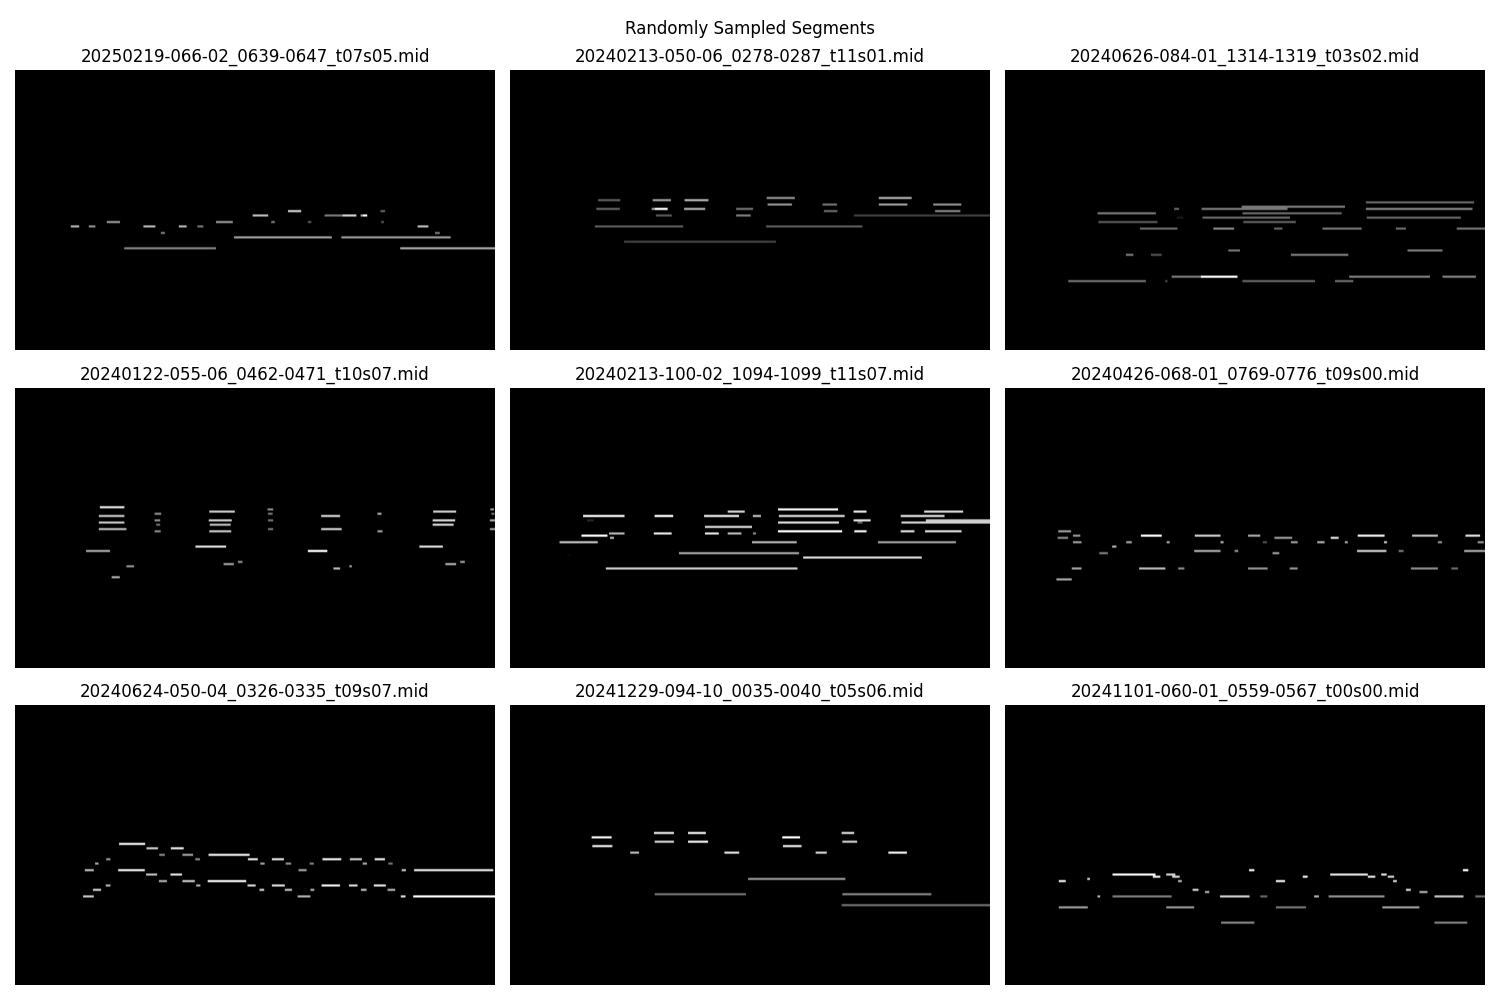 Randomly Sampled Segments
20250219-066-02_0639-0647_t07s05.mid
20240213-050-06_0278-0287_t11s01.mid
20240626-084-01_1314-1319_t03s02.mid
20240122-055-06_0462-0471_t10s07.mid
20240213-100-02_1094-1099_t11s07.mid
20240426-068-01_0769-0776_t09s00.mid
20240624-050-04_0326-0335_t09s07.mid
20241229-094-10_0035-0040_t05s06.mid
20241101-060-01_0559-0567_t00s00.mid